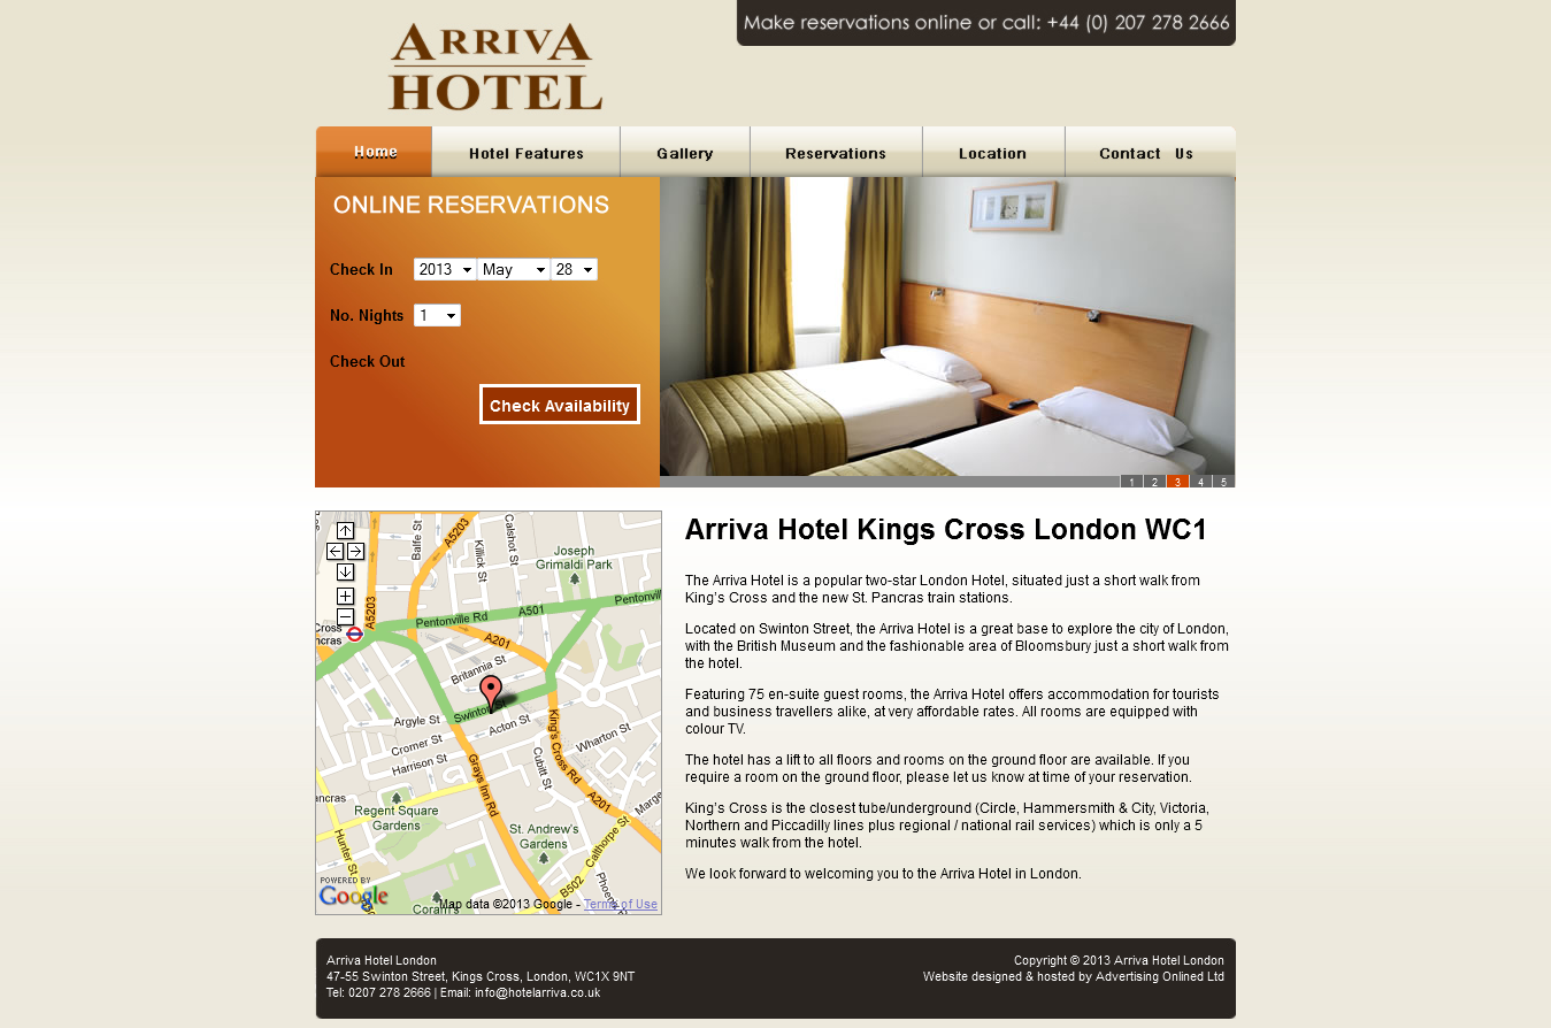 ARRIVA
HOTEL
Make reservations online or call: +44 (0) 207 278 2666
Home
Hotel Features
Gallery
Reservations
Location
Contact Us
ONLINE RESERVATIONS
Check In 2013 May 28
No. Nights 1
Check Out
Check Availability
1 2 3 4 5
Balfe St
A5203
Killick St
Calshot St
Joseph
Grimaldi Park
A5203
Pentonville Rd
A501
Pentonville
Cross
ancras
A201
Britannia St
Swinton St
Argyle St
Acton St
Cromer St
Harrison St
King's Cross Rd
Wharton St
Cubitt St
Grays Inn Rd
A201
ancras
Regent Square
Gardens
Hunter St
St. Andrew's
Gardens
Calthorpe St
B502
POWERED BY
Google
Coram's
Map data ©2013 Google - Terms of Use
Arriva Hotel Kings Cross London WC1
The Arriva Hotel is a popular two-star London Hotel, situated just a short walk from
King's Cross and the new St. Pancras train stations.
Located on Swinton Street, the Arriva Hotel is a great base to explore the city of London,
with the British Museum and the fashionable area of Bloomsbury just a short walk from
the hotel.
Featuring 75 en-suite guest rooms, the Arriva Hotel offers accommodation for tourists
and business travellers alike, at very affordable rates. All rooms are equipped with
colour TV.
The hotel has a lift to all floors and rooms on the ground floor are available. If you
require a room on the ground floor, please let us know at time of your reservation.
King's Cross is the closest tube/underground (Circle, Hammersmith & City, Victoria,
Northern and Piccadilly lines plus regional / national rail services) which is only a 5
minutes walk from the hotel.
We look forward to welcoming you to the Arriva Hotel in London.
Arriva Hotel London
47-55 Swinton Street, Kings Cross, London, WC1X 9NT
Tel: 0207 278 2666 | Email: info@hotelarriva.co.uk
Copyright © 2013 Arriva Hotel London
Website designed & hosted by Advertising Onlined Ltd